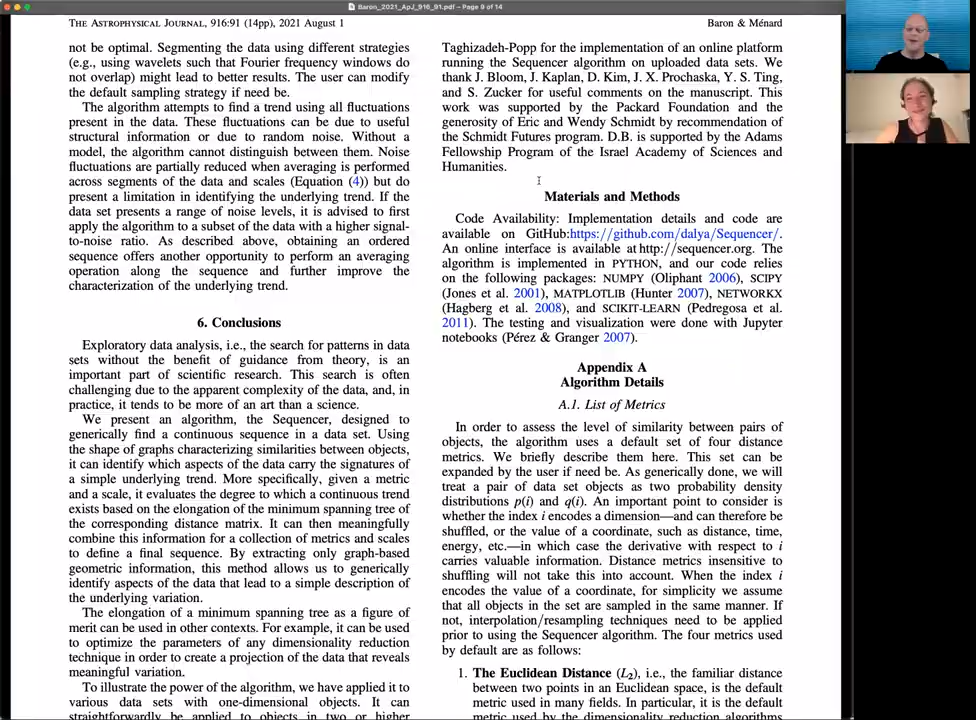 Baron_2021_ApJ_916_91.pdf – Page 9 of 14
THE ASTROPHYSICAL JOURNAL, 916:91 (14pp), 2021 August 1
Baron & Ménard
not be optimal. Segmenting the data using different strategies
(e.g., using wavelets such that Fourier frequency windows do
not overlap) might lead to better results. The user can modify
the default sampling strategy if need be.
The algorithm attempts to find a trend using all fluctuations
present in the data. These fluctuations can be due to useful
structural information or due to random noise. Without a
model, the algorithm cannot distinguish between them. Noise
fluctuations are partially reduced when averaging is performed
across segments of the data and scales (Equation (4)) but do
present a limitation in identifying the underlying trend. If the
data set presents a range of noise levels, it is advised to first
apply the algorithm to a subset of the data with a higher signal-
to-noise ratio. As described above, obtaining an ordered
sequence offers another opportunity to perform an averaging
operation along the sequence and further improve the
characterization of the underlying trend.
6. Conclusions
Exploratory data analysis, i.e., the search for patterns in data
sets without the benefit of guidance from theory, is an
important part of scientific research. This search is often
challenging due to the apparent complexity of the data, and, in
practice, it tends to be more of an art than a science.
We present an algorithm, the Sequencer, designed to
generically find a continuous sequence in a data set. Using
the shape of graphs characterizing similarities between objects,
it can identify which aspects of the data carry the signatures of
a simple underlying trend. More specifically, given a metric
and a scale, it evaluates the degree to which a continuous trend
exists based on the elongation of the minimum spanning tree of
the corresponding distance matrix. It can then meaningfully
combine this information for a collection of metrics and scales
to define a final sequence. By extracting only graph-based
geometric information, this method allows us to generically
identify aspects of the data that lead to a simple description of
the underlying variation.
The elongation of a minimum spanning tree as a figure of
merit can be used in other contexts. For example, it can be used
to optimize the parameters of any dimensionality reduction
technique in order to create a projection of the data that reveals
meaningful variation.
To illustrate the power of the algorithm, we have applied it to
various data sets with one-dimensional objects. It can
straightforwardly be applied to objects in two or higher
Taghizadeh-Popp for the implementation of an online platform
running the Sequencer algorithm on uploaded data sets. We
thank J. Bloom, J. Kaplan, D. Kim, J. X. Prochaska, Y. S. Ting,
and S. Zucker for useful comments on the manuscript. This
work was supported by the Packard Foundation and the
generosity of Eric and Wendy Schmidt by recommendation of
the Schmidt Futures program. D.B. is supported by the Adams
Fellowship Program of the Israel Academy of Sciences and
Humanities.
Materials and Methods
Code Availability: Implementation details and code are
available on GitHub:https://github.com/dalya/Sequencer/.
An online interface is available at http://sequencer.org. The
algorithm is implemented in PYTHON, and our code relies
on the following packages: NUMPY (Oliphant 2006), SCIPY
(Jones et al. 2001), MATPLOTLIB (Hunter 2007), NETWORKX
(Hagberg et al. 2008), and SCIKIT-LEARN (Pedregosa et al.
2011). The testing and visualization were done with Jupyter
notebooks (Pérez & Granger 2007).
Appendix A
Algorithm Details
A.1. List of Metrics
In order to assess the level of similarity between pairs of
objects, the algorithm uses a default set of four distance
metrics. We briefly describe them here. This set can be
expanded by the user if need be. As generically done, we will
treat a pair of data set objects as two probability density
distributions p(i) and q(i). An important point to consider is
whether the index i encodes a dimension—and can therefore be
shuffled, or the value of a coordinate, such as distance, time,
energy, etc.—in which case the derivative with respect to i
carries valuable information. Distance metrics insensitive to
shuffling will not take this into account. When the index i
encodes the value of a coordinate, for simplicity we assume
that all objects in the set are sampled in the same manner. If
not, interpolation/resampling techniques need to be applied
prior to using the Sequencer algorithm. The four metrics used
by default are as follows:
1. The Euclidean Distance (L₂), i.e., the familiar distance
between two points in an Euclidean space, is the default
metric used in many fields. In particular, it is the default
metric used by the dimensionality reduction algorithms